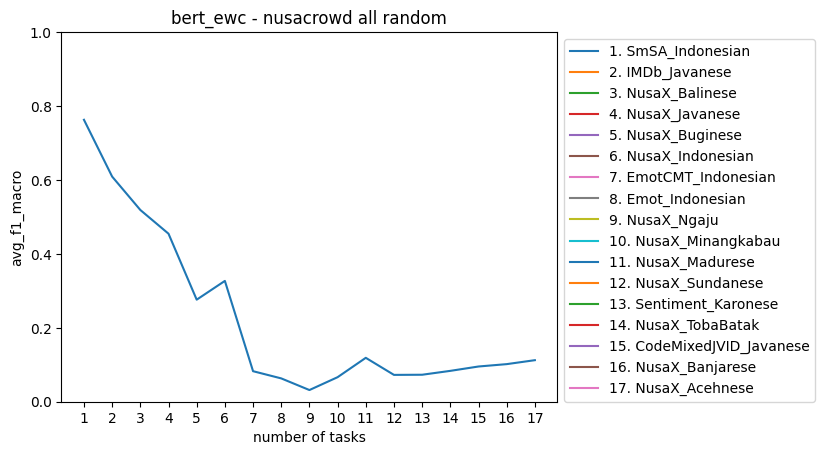 bert_ewc - nusacrowd all random
avg_f1_macro
1.0
0.8
0.6
0.4
0.2
0.0
1 2 3 4 5 6 7 8 9 10 11 12 13 14 15 16 17
number of tasks
1. SmSA_Indonesian
2. IMDb_Javanese
3. NusaX_Balinese
4. NusaX_Javanese
5. NusaX_Buginese
6. NusaX_Indonesian
7. EmotCMT_Indonesian
8. Emot_Indonesian
9. NusaX_Ngaju
10. NusaX_Minangkabau
11. NusaX_Madurese
12. NusaX_Sundanese
13. Sentiment_Karonese
14. NusaX_TobaBatak
15. CodeMixedJVID_Javanese
16. NusaX_Banjarese
17. NusaX_Acehnese